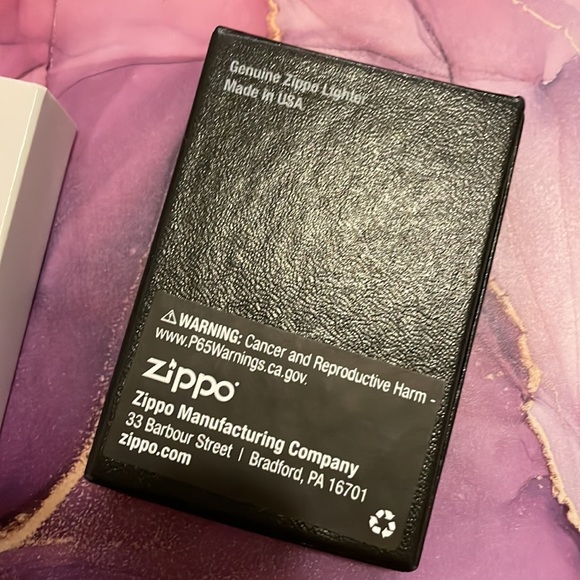 Genuine Zippo Lighter
Made in USA
⚠ WARNING: Cancer and Reproductive Harm -
www.P65Warnings.ca.gov.
zippo®
Zippo Manufacturing Company
33 Barbour Street | Bradford, PA 16701
zippo.com